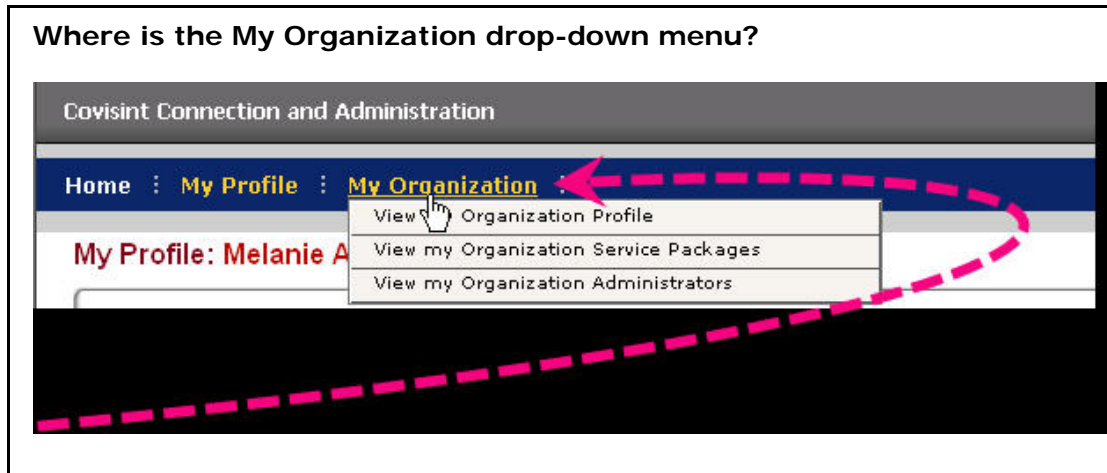 Where is the My Organization drop-down menu?
Covisint Connection and Administration
Home My Profile My Organization
View Organization Profile
My Profile: Melanie A
View my Organization Service Packages
View my Organization Administrators